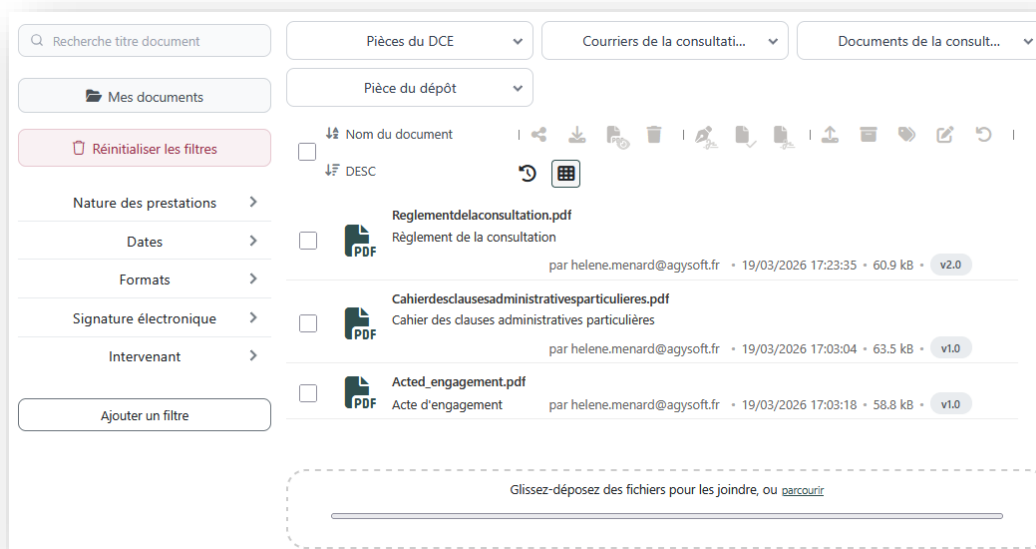 Recherche titre document
Mes documents
Réinitialiser les filtres
Nature des prestations
Dates
Formats
Signature électronique
Intervenant
Ajouter un filtre
Pièces du DCE
Courriers de la consultati...
Documents de la consult...
Pièce du dépôt
Nom du document
DESC
Reglementdelaconsultation.pdf
Règlement de la consultation
par helene.menard@agysoft.fr • 19/03/2026 17:23:35 • 60.9 kB • v2.0
Cahierdesclausesadministrativesparticulieres.pdf
Cahier des clauses administratives particulières
par helene.menard@agysoft.fr • 19/03/2026 17:03:04 • 63.5 kB • v1.0
Acted_engagement.pdf
Acte d'engagement par helene.menard@agysoft.fr • 19/03/2026 17:03:18 • 58.8 kB • v1.0
PDF
PDF
PDF
Glissez-déposez des fichiers pour les joindre, ou parcourir